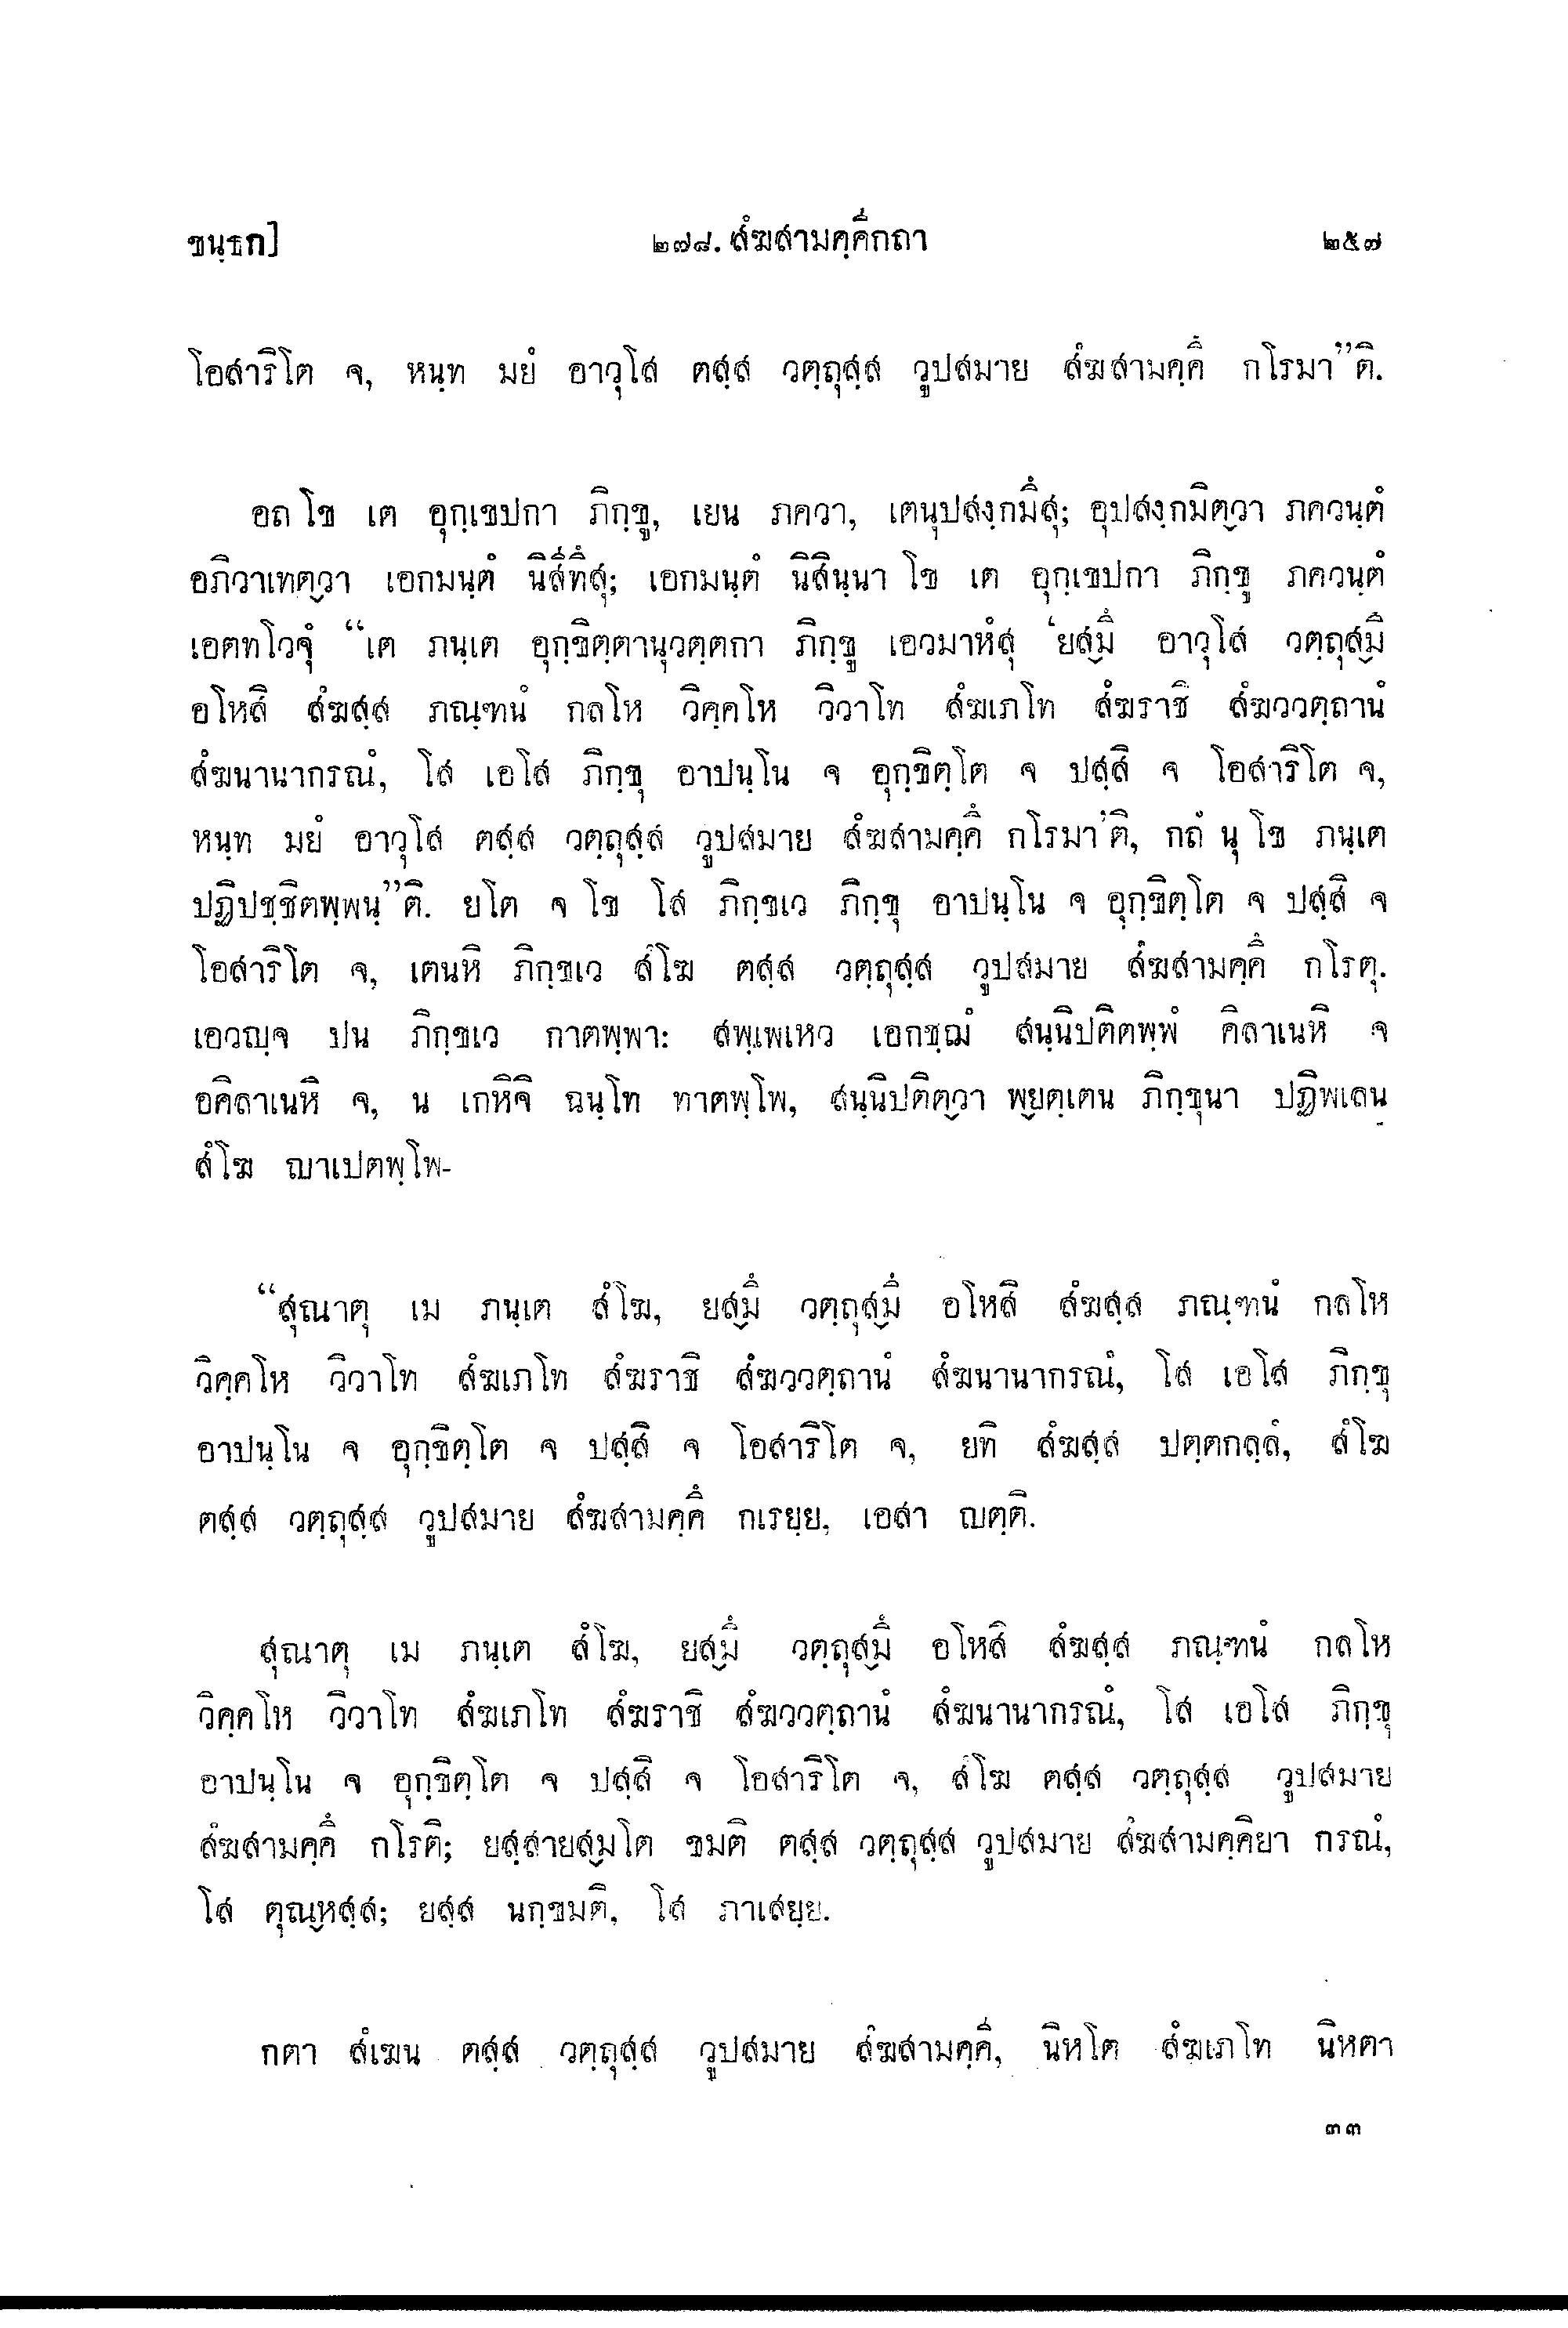 ขนฺธก]
๒๗๘. สํฆสามคฺคีกถา
๒๕๗
โอสาริโต จ, หนฺท มยํ อาวุโส ตสฺส วตฺถุสฺส วูปสมาย สํฆสามคฺคึ กโรมา”ติ.
อถ โข เต อุกฺเขปกา ภิกฺขู, เยน ภควา, เตนุปสงฺกมึสุ; อุปสงฺกมิตฺวา ภควนฺตํ
อภิวาเทตฺวา เอกมนฺตํ นิสีทึสุ; เอกมนฺตํ นิสินฺนา โข เต อุกฺเขปกา ภิกฺขู ภควนฺตํ
เอตทโวจุํ “เต ภนฺเต อุกฺขิตฺตานุวตฺตกา ภิกฺขู เอวมาหํสุ ‘ยสฺมึ อาวุโส วตฺถุสฺมึ
อโหสิ สํฆสฺส ภณฺฑนํ กลโห วิคฺคโห วิวาโท สํฆเภโท สํฆราชิ สํฆววตฺถานํ
สํฆนานากรณํ, โส เอโส ภิกฺขุ อาปนฺโน จ อุกฺขิตฺโต จ ปสฺสิ จ โอสาริโต จ,
หนฺท มยํ อาวุโส ตสฺส วตฺถุสฺส วูปสมาย สํฆสามคฺคึ กโรมา’ติ, กถํ นุ โข ภนฺเต
ปฏิปชฺชิตพฺพนฺ”ติ. ยโต จ โข โส ภิกฺขเว ภิกฺขุ อาปนฺโน จ อุกฺขิตฺโต จ ปสฺสิ จ
โอสาริโต จ, เตนหิ ภิกฺขเว สํโฆ ตสฺส วตฺถุสฺส วูปสมาย สํฆสามคฺคึ กโรตุ.
เอวญฺจ ปน ภิกฺขเว กาตพฺพา: สพฺเพเหว เอกชฺฌํ สนฺนิปติตพฺพํ คิลาเนหิ จ
อคิลาเนหิ จ, น เกหิจิ ฉนฺโท ทาตพฺโพ, สนฺนิปติตฺวา พฺยตฺเตน ภิกฺขุนา ปฏิพเลนฺ
สํโฆ ญาเปตพฺโพ-
“สุณาตุ เม ภนฺเต สํโฆ, ยสฺมึ วตฺถุสฺมึ อโหสิ สํฆสฺส ภณฺฑนํ กลโห
วิคฺคโห วิวาโท สํฆเภโท สํฆราชิ สํฆววตฺถานํ สํฆนานากรณํ, โส เอโส ภิกฺขุ
อาปนฺโน จ อุกฺขิตฺโต จ ปสฺสิ จ โอสาริโต จ, ยทิ สํฆสฺส ปตฺตกลฺลํ, สํโฆ
ตสฺส วตฺถุสฺส วูปสมาย สํฆสามคฺคึ กเรยฺย, เอสา ญตฺติ.
สุณาตุ เม ภนฺเต สํโฆ, ยสฺมึ วตฺถุสฺมึ อโหสิ สํฆสฺส ภณฺฑนํ กลโห
วิคฺคโห วิวาโท สํฆเภโท สํฆราชิ สํฆววตฺถานํ สํฆนานากรณํ, โส เอโส ภิกฺขุ
อาปนฺโน จ อุกฺขิตฺโต จ ปสฺสิ จ โอสาริโต จ, สํโฆ ตสฺส วตฺถุสฺส วูปสมาย
สํฆสามคฺคึ กโรติ; ยสฺสายสฺมโต ขมติ ตสฺส วตฺถุสฺส วูปสมาย สํฆสามคฺคิยา กรณํ,
โส ตุณฺหสฺส; ยสฺส นกฺขมติ, โส ภาเสยฺย.
กตา สํเฆน ตสฺส วตฺถุสฺส วูปสมาย สํฆสามคฺคี, นิหโต สํฆเภโท นิหตา
๓๓